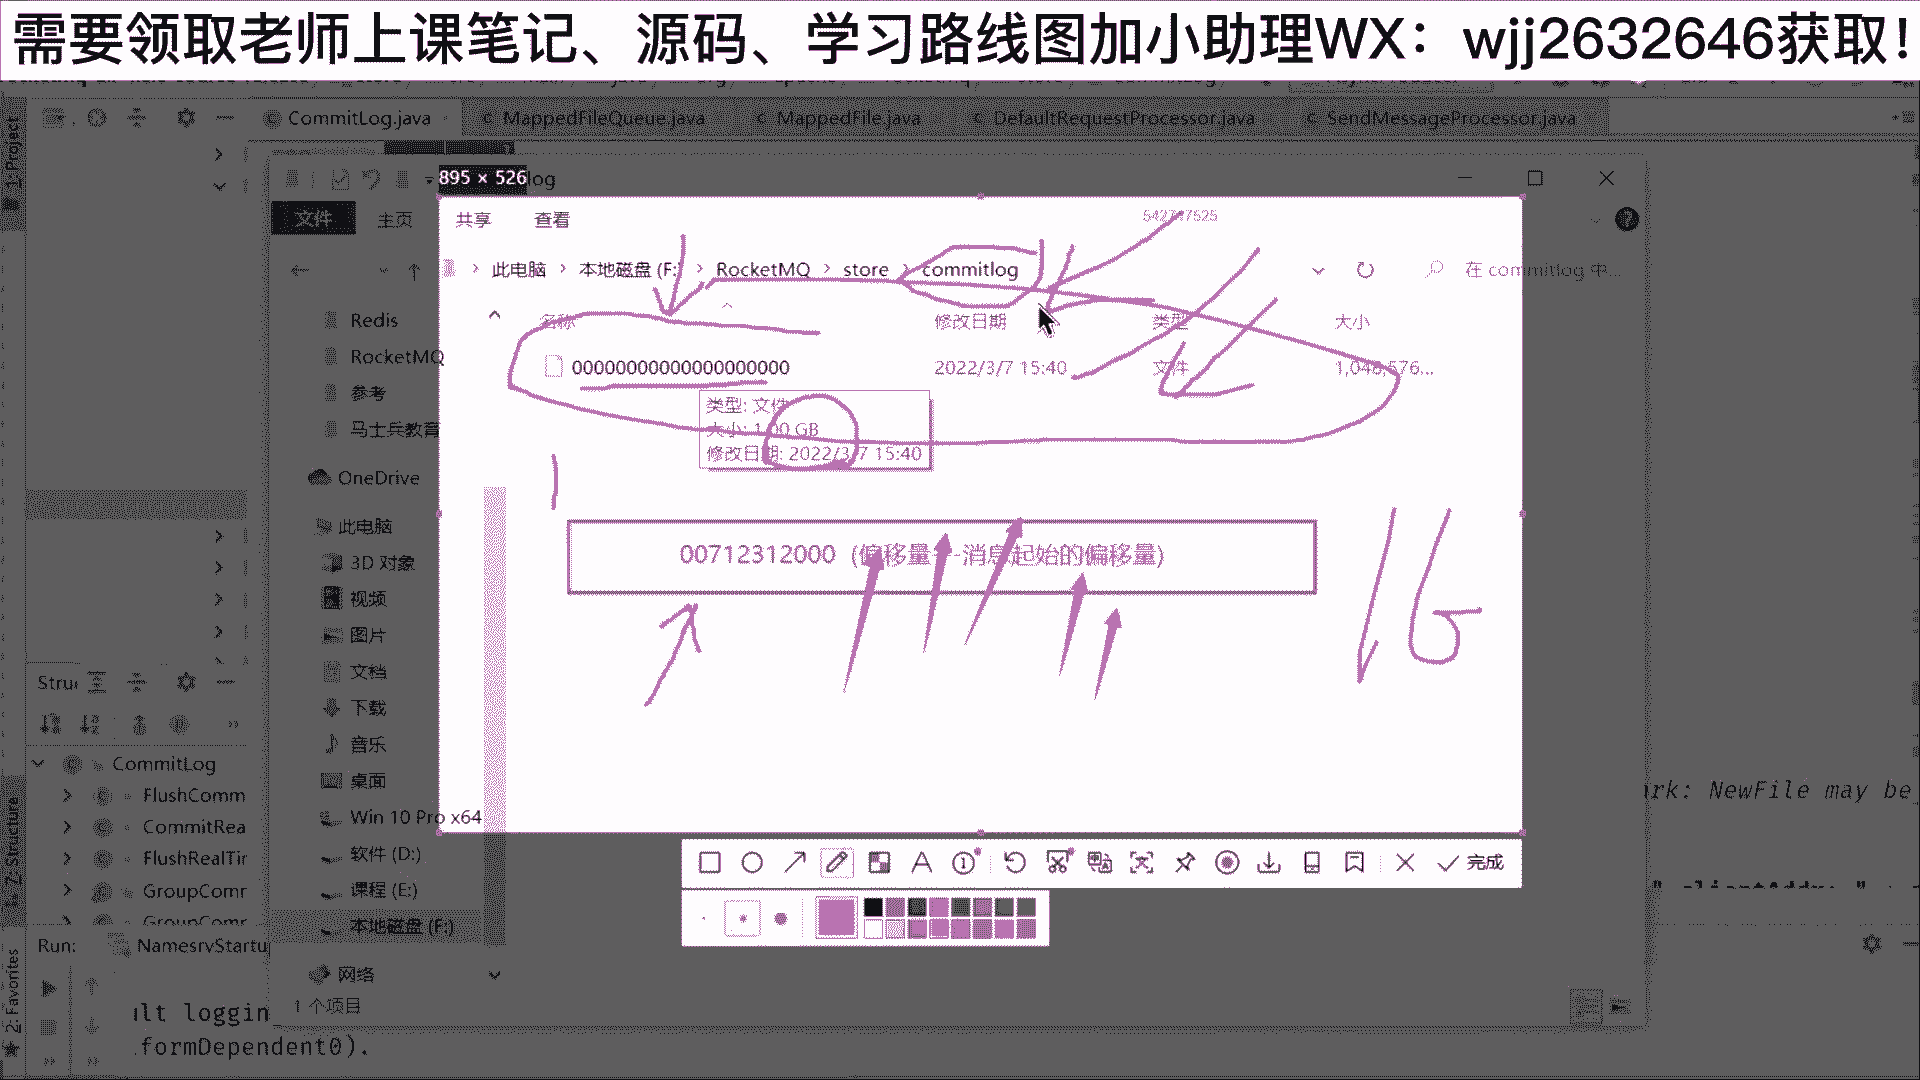 需要领取老师上课笔记、源码、学习路线图加小助理WX：wjj2632646获取！
CommitLog.java
MappedFileQueue.java
MappedFile.java
DefaultRequestProcessor.java
SendMessageProcessor.java
1: Project
895 × 526
log
文件
主页
共享
查看
此电脑
本地磁盘 (F:
RocketMQ
store
commitlog
在 commitlog 中...
名称
修改日期
类型
大小
00000000000000000000
2022/3/7 15:40
文件
1,048,576...
类型: 文件
大小: 1.00 GB
修改日期: 2022/3/7 15:40
Redis
RocketMQ
参考
马士兵教育
OneDrive
此电脑
3D 对象
视频
图片
文档
下载
音乐
桌面
Win 10 Pro x64
软件 (D:)
课程 (E:)
本地磁盘 (F:)
网络
1 个项目
00712312000
消息起始的偏移量)
1G
Stru
CommitLog
FlushComm
CommitRea
FlushRealTir
GroupComr
GroupComr
Z: Structure
2: Favorites
Run:
NamesrvStartu
ult loggin
formDependent0).
ark: NewFile may be
完成